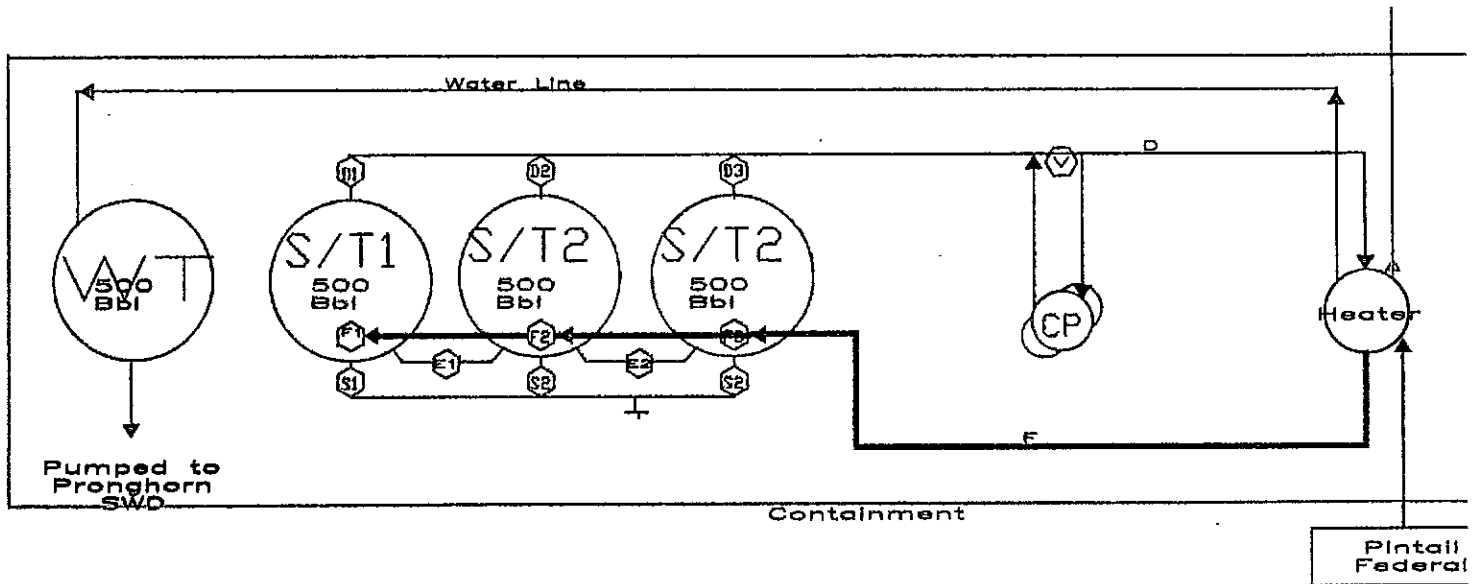 Water Line
D
V
D1
D2
D3
S/T1
500
Bbl
S/T2
500
Bbl
S/T2
500
Bbl
WT
500
Bbl
CP
Heater
F1
F2
F3
E1
E2
S1
S2
S2
F
Pumped to
Pronghorn
SWD
Containment
Pintail
Federal